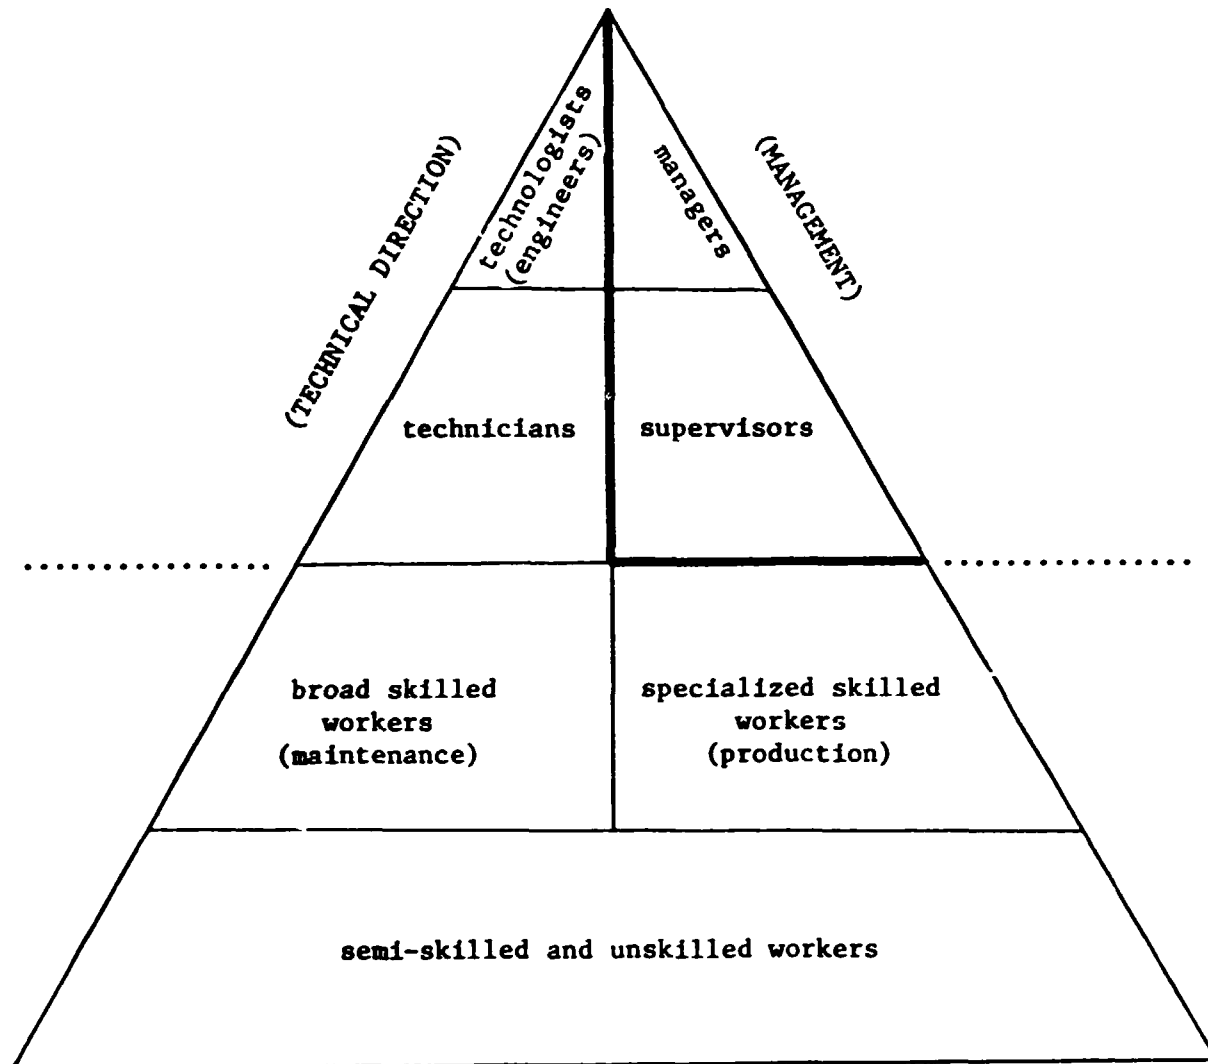 technologists
(engineers)
managers
(TECHNICAL DIRECTION)
(MANAGEMENT)
technicians
supervisors
broad skilled
workers
(maintenance)
specialized skilled
workers
(production)
semi-skilled and unskilled workers